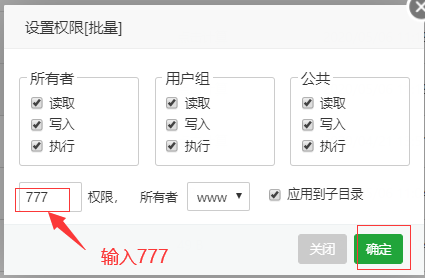 设置权限[批量]
所有者 用户组 公共
读取 读取 读取
写入 写入 写入
执行 执行 执行
777 权限， 所有者 www 应用到子目录
输入777
关闭 确定